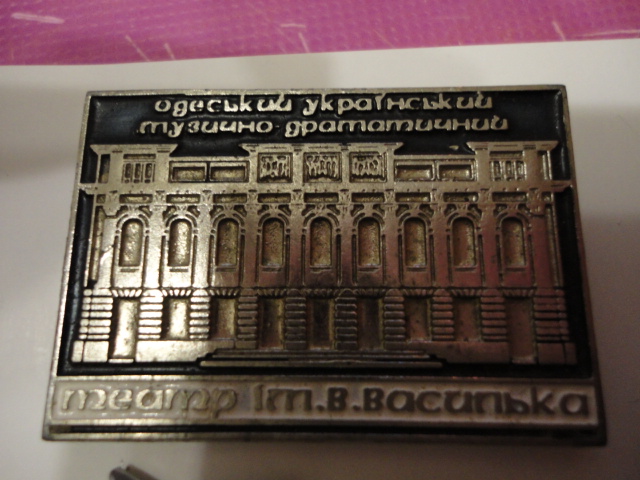 одеський український
музично драматичний
театр ім.в.василька